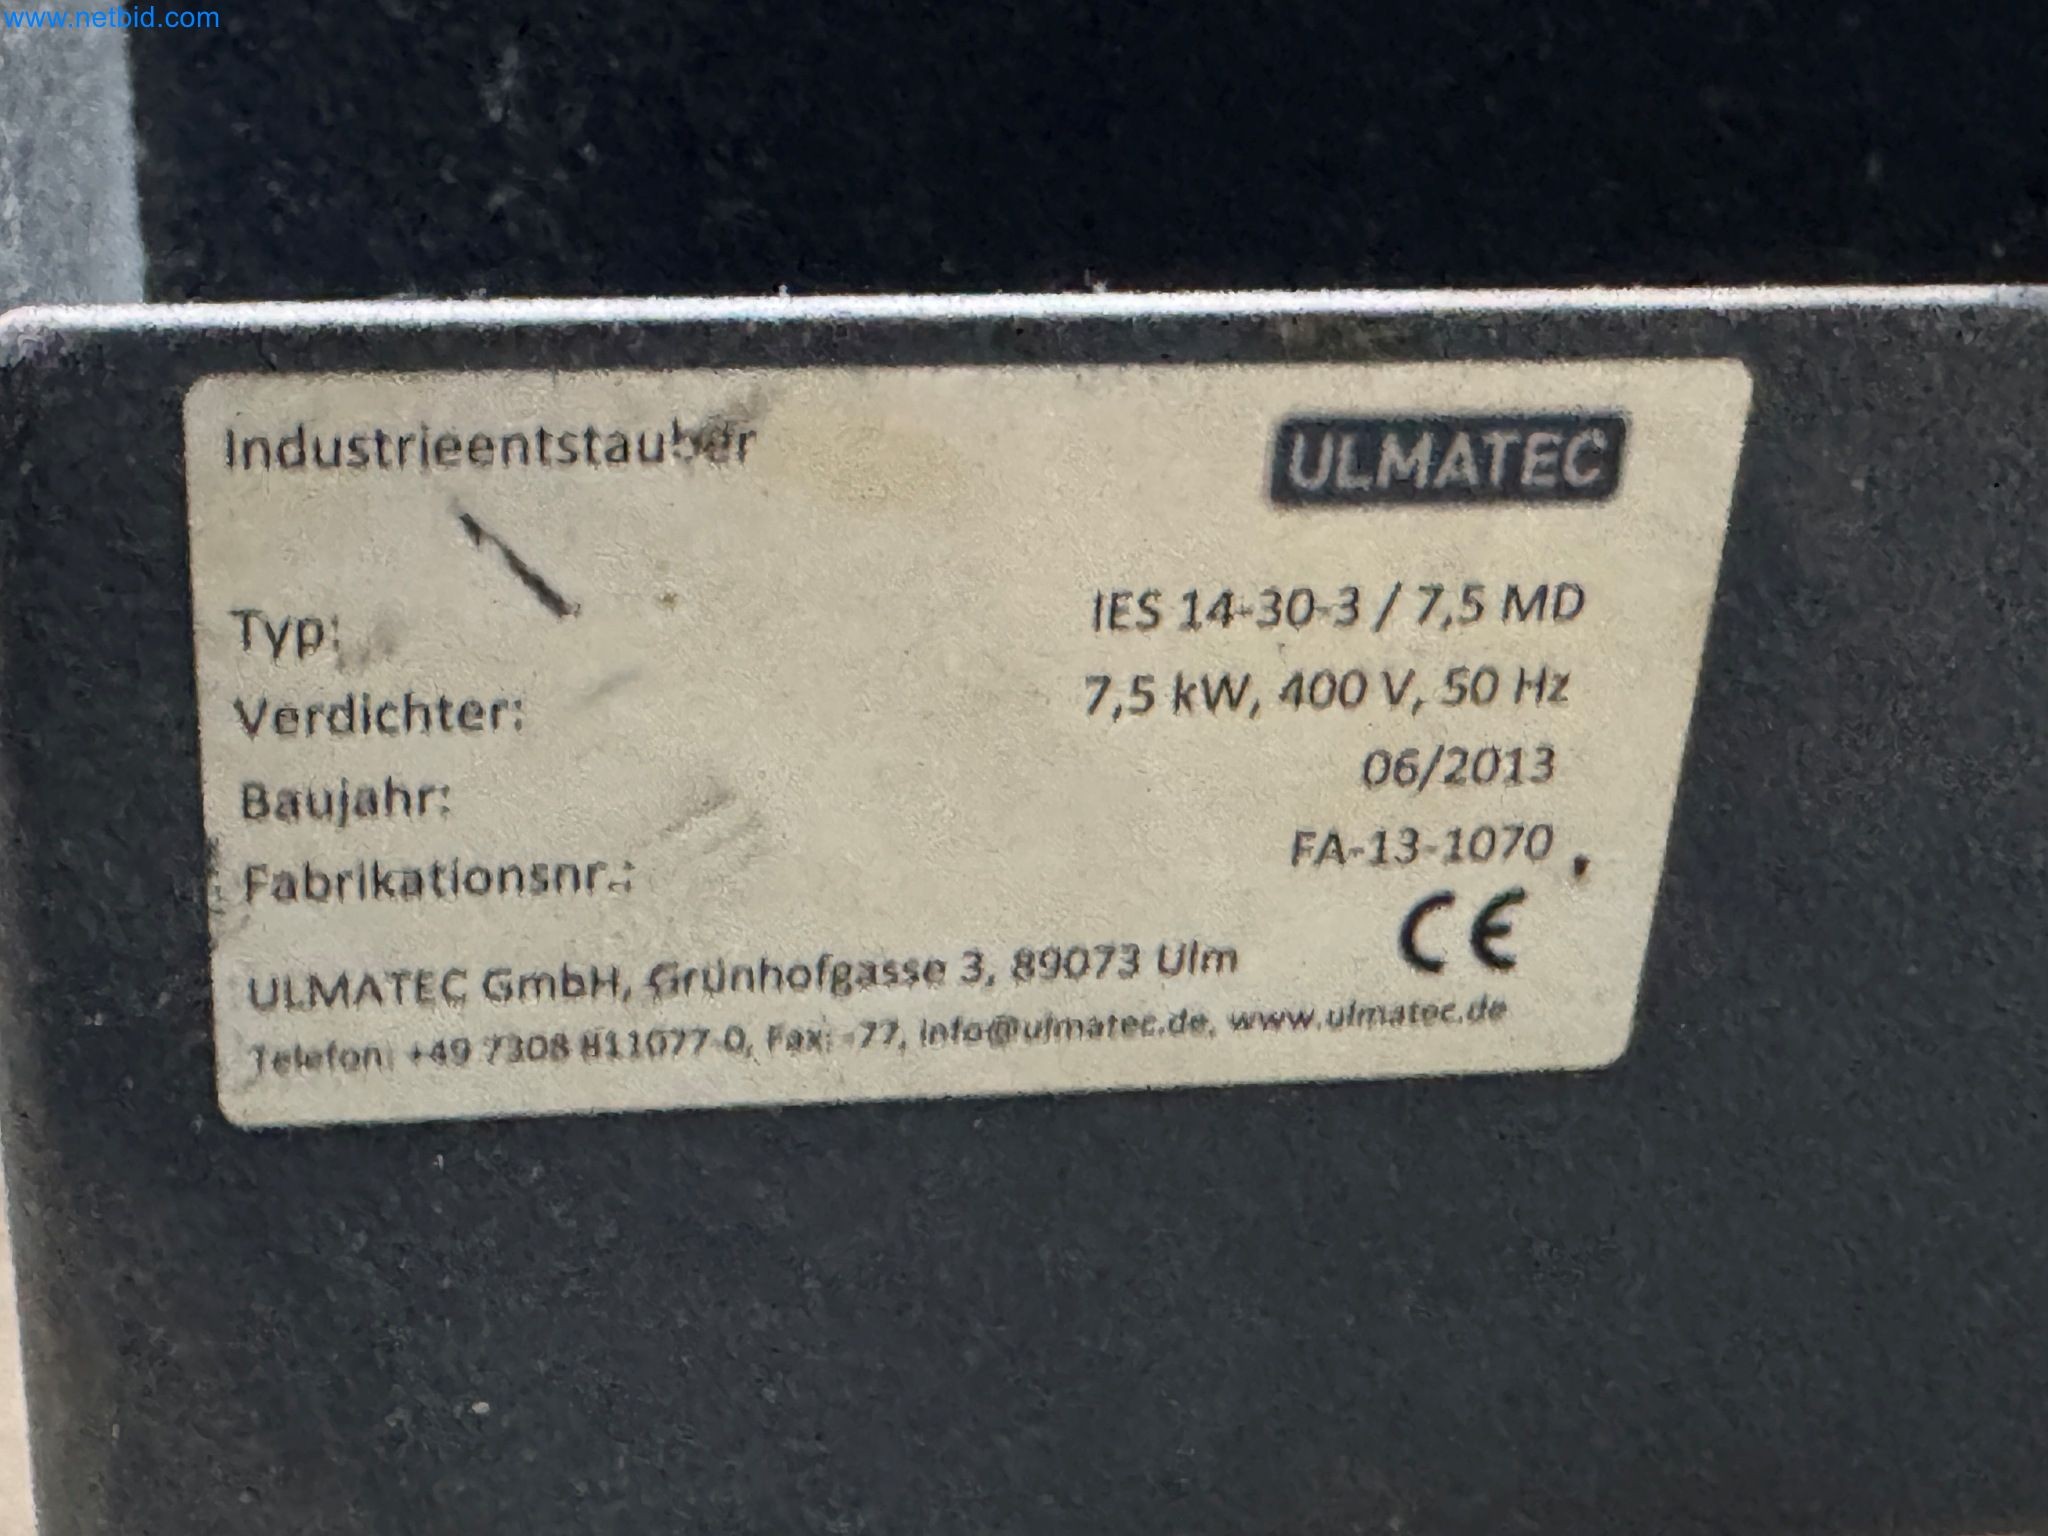 www.netbid.com
Industrieentstauber
ULMATEC
Typ: IES 14-30-3 / 7,5 MD
Verdichter: 7,5 kW, 400 V, 50 Hz
Baujahr: 06/2013
Fabrikationsnr.: FA-13-1070
CE
ULMATEC GmbH, Grünhofgasse 3, 89073 Ulm
Telefon: +49 7308 811077-0, Fax: -77, info@ulmatec.de, www.ulmatec.de